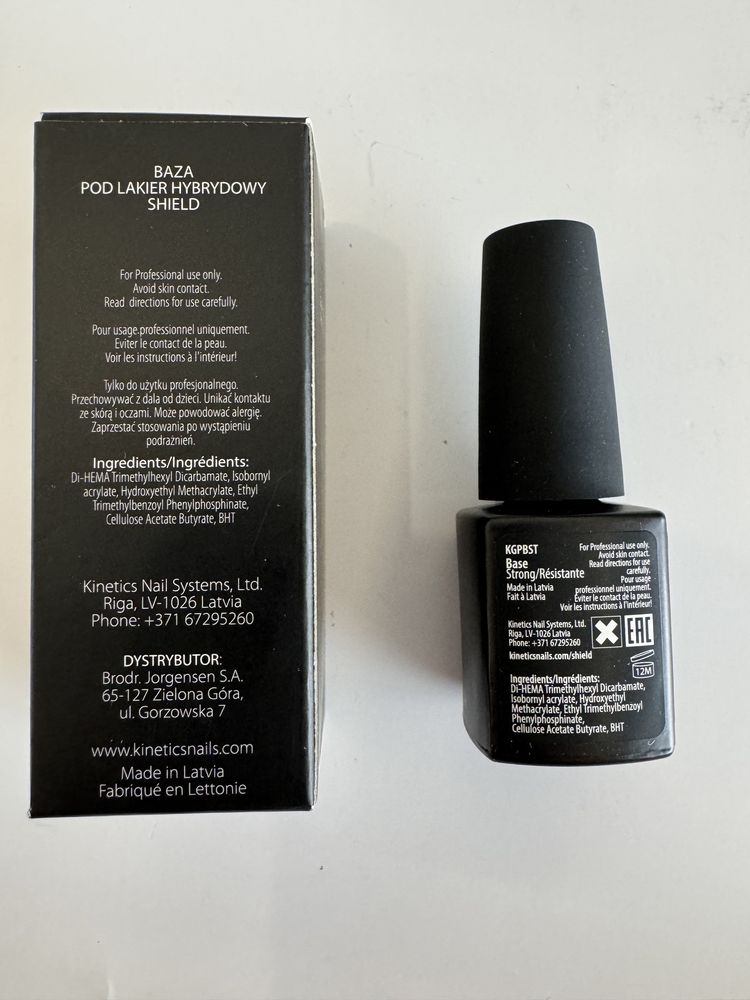 BAZA
POD LAKIER HYBRYDOWY
SHIELD
For Professional use only.
Avoid skin contact.
Read directions for use carefully.
Pour usage.professionnel uniquement.
Eviter le contact de la peau.
Voir les instructions à l'intérieur!
Tylko do użytku profesjonalnego.
Przechowywać z dala od dzieci. Unikać kontaktu
ze skórą i oczami. Może powodować alergię.
Zaprzestać stosowania po wystąpieniu
podrażnień.
Ingredients/Ingrédients:
Di-HEMA Trimethylhexyl Dicarbamate, Isobornyl
acrylate, Hydroxyethyl Methacrylate, Ethyl
Trimethylbenzoyl Phenylphosphinate,
Cellulose Acetate Butyrate, BHT
Kinetics Nail Systems, Ltd.
Riga, LV-1026 Latvia
Phone: +371 67295260
DYSTRYBUTOR:
Brodr. Jorgensen S.A.
65-127 Zielona Góra,
ul. Gorzowska 7
www.kineticsnails.com
Made in Latvia
Fabriqué en Lettonie
KGPBST
Base
Strong/Résistante
Made in Latvia
Fait à Latvia
For Professional use only.
Avoid skin contact.
Read directions for use
carefully.
Pour usage
professionnel uniquement.
Eviter le contact de la peau.
Voir les instructions à l'intérieur!
Kinetics Nail Systems, Ltd.
Riga, LV-1026 Latvia
Phone: +371 67295260
kineticsnails.com/shield
EAC
12M
Ingredients/Ingrédients:
Di-HEMA Trimethylhexyl Dicarbamate,
Isobornyl acrylate, Hydroxyethyl
Methacrylate, Ethyl Trimethylbenzoyl
Phenylphosphinate,
Cellulose Acetate Butyrate, BHT